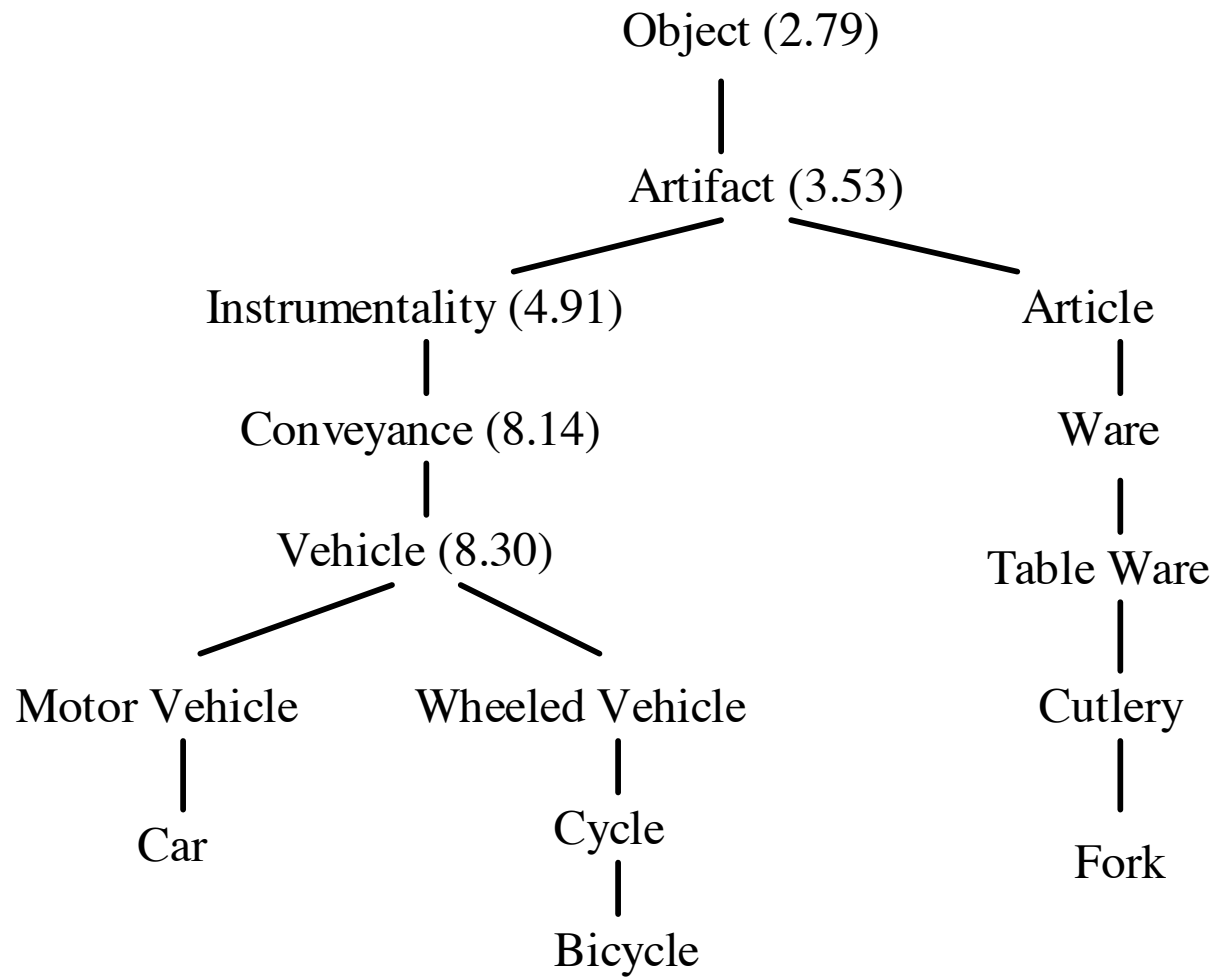 Object (2.79)
Artifact (3.53)
Instrumentality (4.91)
Article
Conveyance (8.14)
Ware
Vehicle (8.30)
Table Ware
Motor Vehicle
Wheeled Vehicle
Cutlery
Car
Cycle
Fork
Bicycle